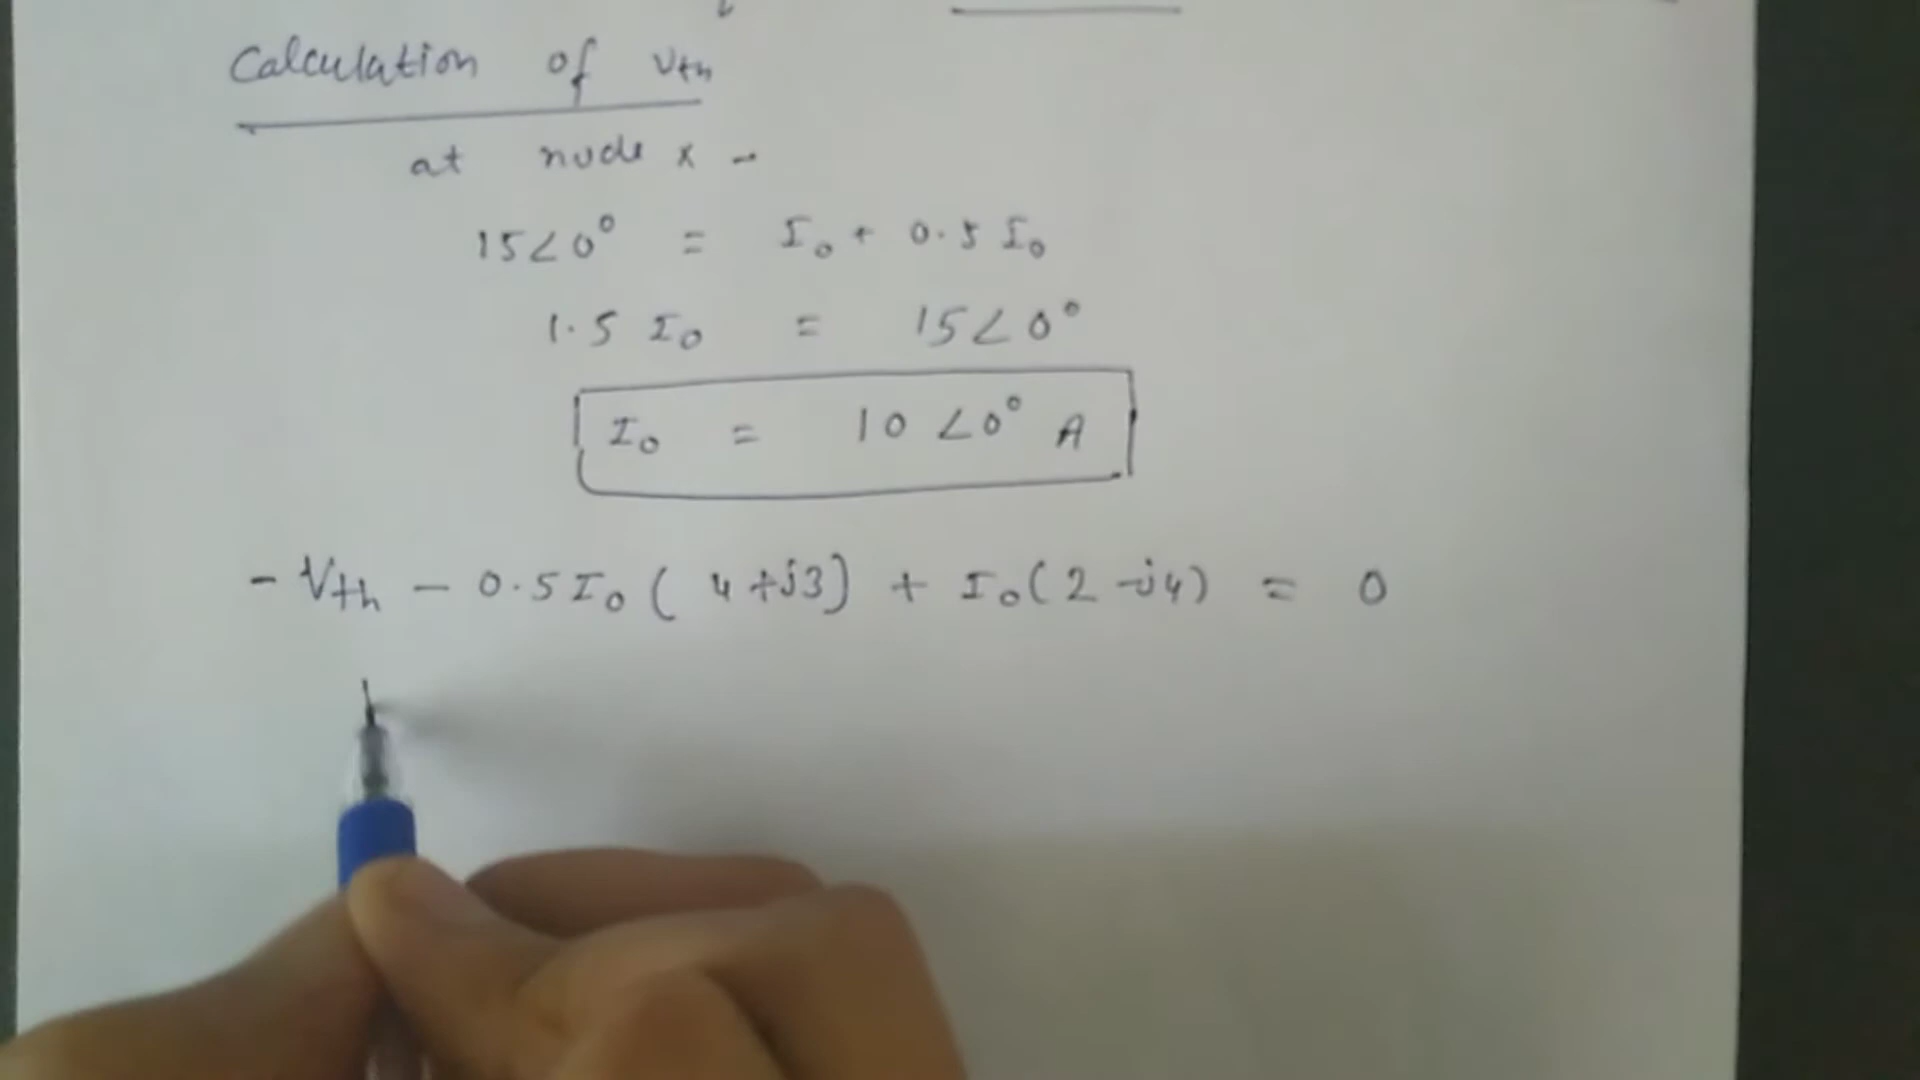 Calculation of Vth
at node x -
15∠0° = I₀ + 0.5 I₀
1.5 I₀ = 15∠0°
I₀ = 10 ∠0° A
- Vth - 0.5 I₀ ( 4 +j3) + I₀(2 -j4) = 0